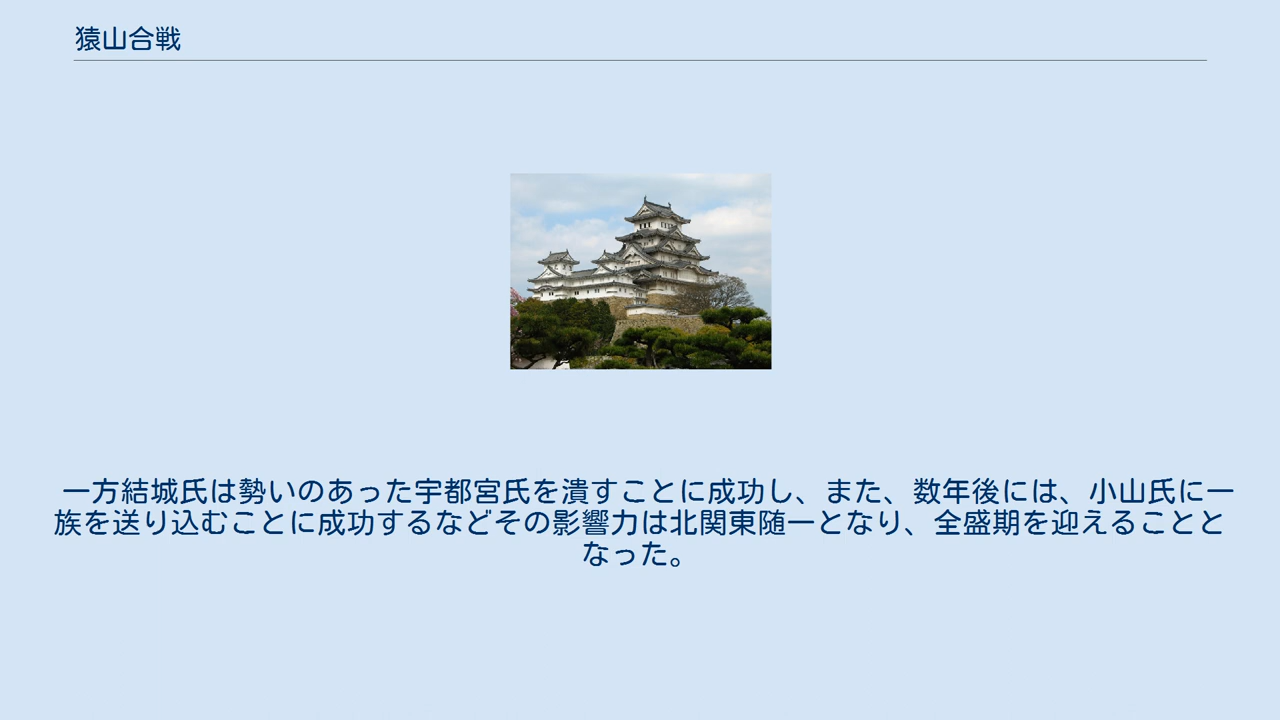 猿山合戦
一方結城氏は勢いのあった宇都宮氏を潰すことに成功し、また、数年後には、小山氏に一
族を送り込むことに成功するなどその影響力は北関東随一となり、全盛期を迎えることと
なった。